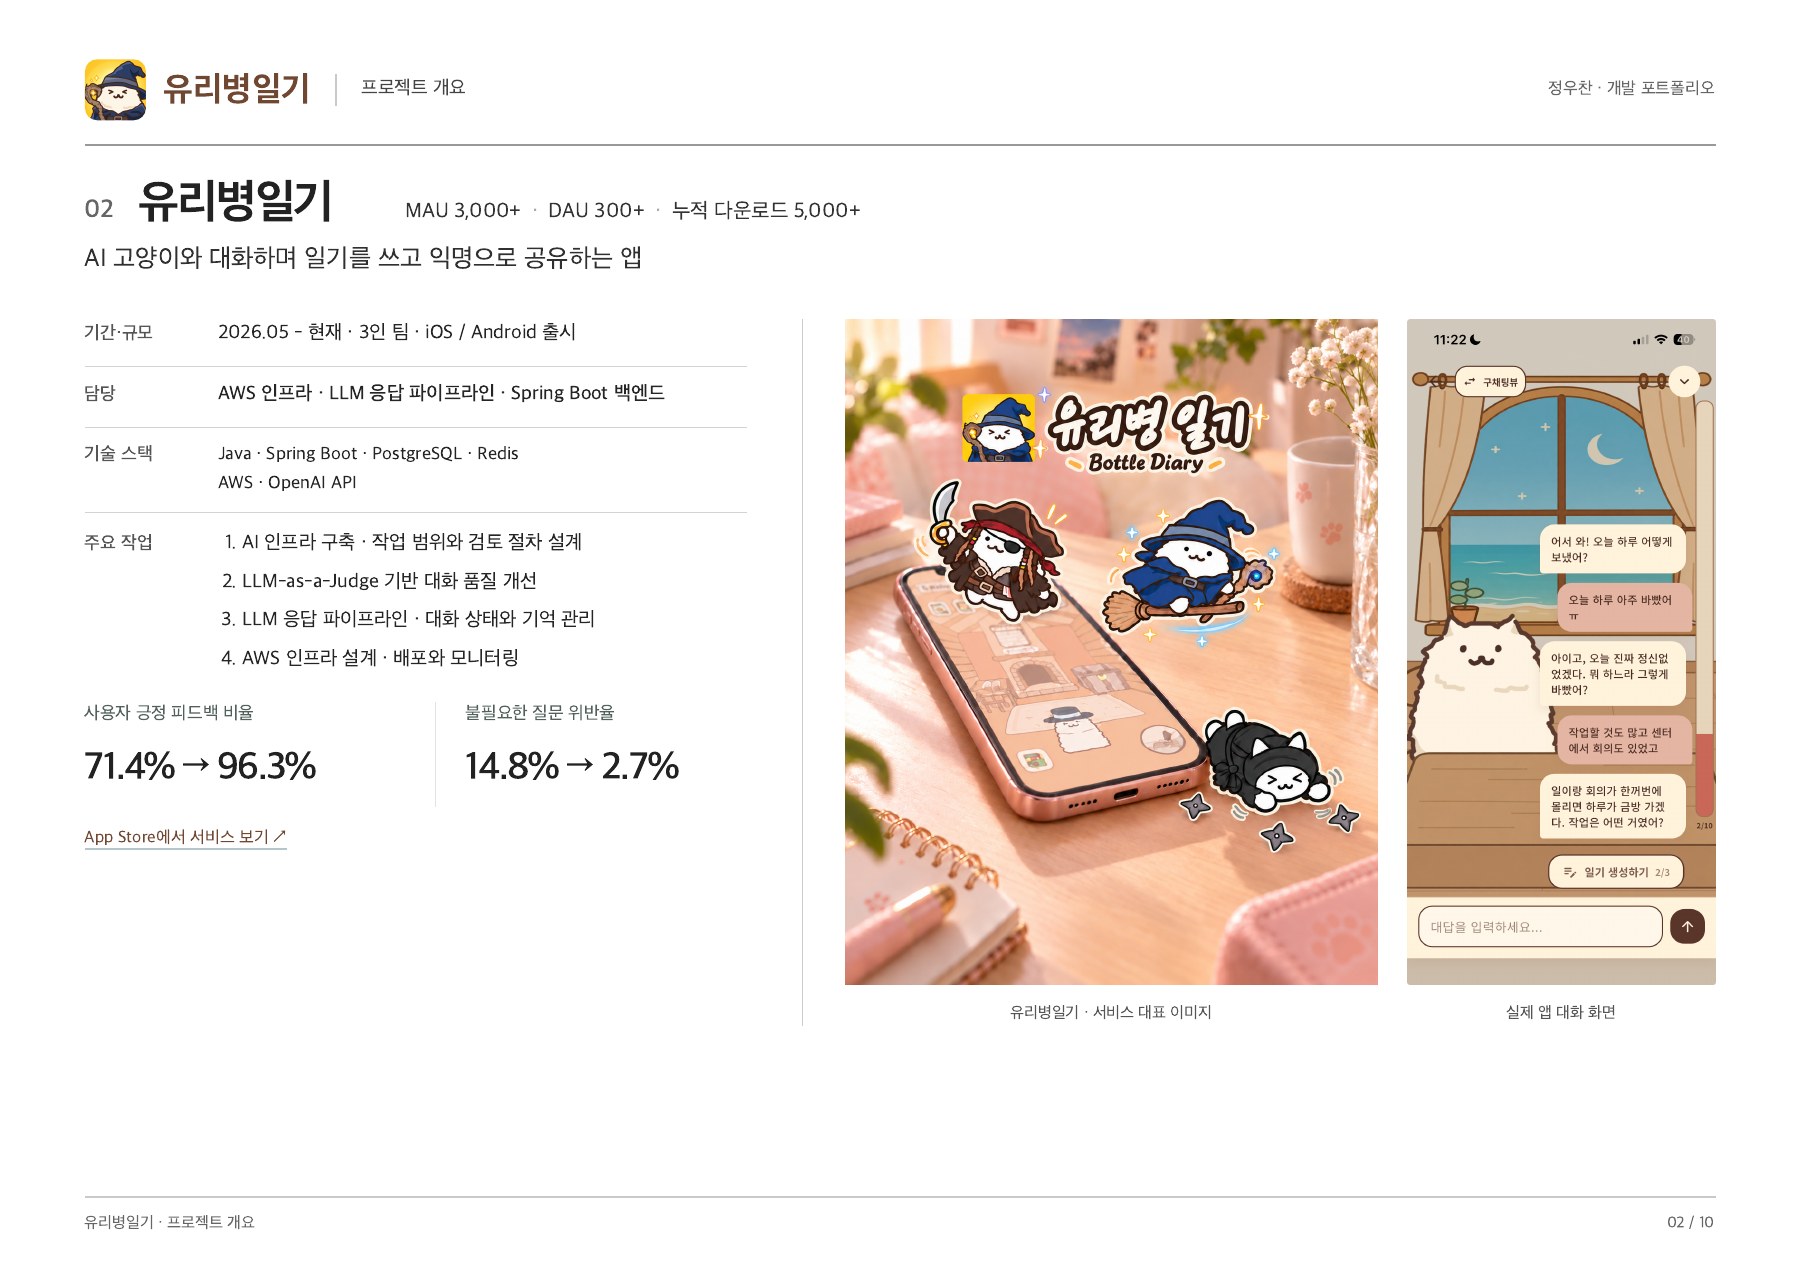 유리병일기
프로젝트 개요
정우찬 · 개발 포트폴리오
02 유리병일기
MAU 3,000+ · DAU 300+ · 누적 다운로드 5,000+
AI 고양이와 대화하며 일기를 쓰고 익명으로 공유하는 앱
기간·규모 2026.05 – 현재 · 3인 팀 · iOS / Android 출시
담당 AWS 인프라 · LLM 응답 파이프라인 · Spring Boot 백엔드
기술 스택 Java · Spring Boot · PostgreSQL · Redis
AWS · OpenAI API
주요 작업 1. AI 인프라 구축 · 작업 범위와 검토 절차 설계
2. LLM-as-a-Judge 기반 대화 품질 개선
3. LLM 응답 파이프라인 · 대화 상태와 기억 관리
4. AWS 인프라 설계 · 배포와 모니터링
사용자 긍정 피드백 비율
71.4% → 96.3%
불필요한 질문 위반율
14.8% → 2.7%
App Store에서 서비스 보기 ↗
유리병 일기
Bottle Diary
유리병일기 · 서비스 대표 이미지
11:22
40
구채팅뷰
어서 와! 오늘 하루 어떻게
보냈어?
오늘 하루 아주 바빴어
ㅠ
아이고, 오늘 진짜 정신없
었겠다. 뭐 하느라 그렇게
바빴어?
작업할 것도 많고 센터
에서 회의도 있었고
일이랑 회의가 한꺼번에
몰리면 하루가 금방 가겠
다. 작업은 어떤 거였어?
2/10
일기 생성하기 2/3
대답을 입력하세요...
실제 앱 대화 화면
유리병일기 · 프로젝트 개요
02 / 10